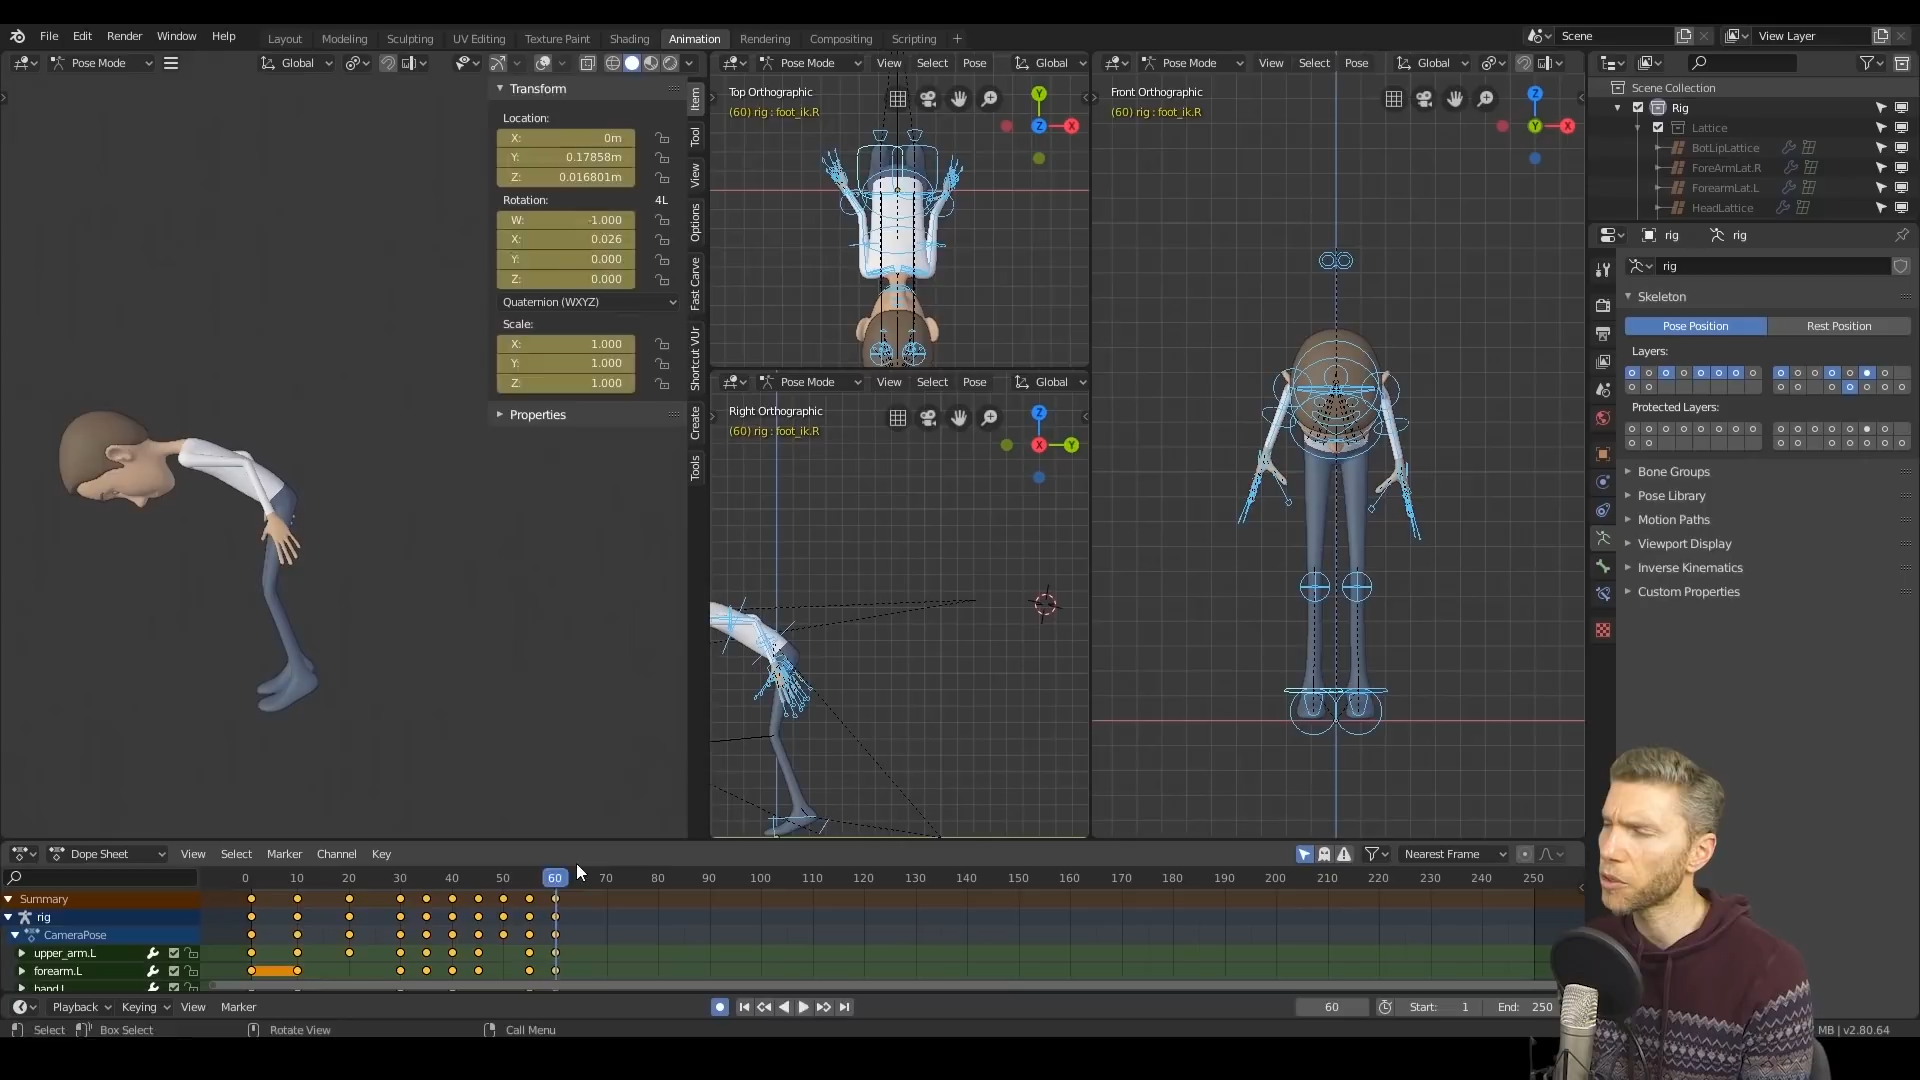 File Edit Render Window Help Layout Modeling Sculpting UV Editing Texture Paint Shading Animation Rendering Compositing Scripting + Scene View Layer
Pose Mode Global
Transform
Location:
X: 0m
Y: 0.17858m
Z: 0.016801m
Rotation: 4L
W: -1.000
X: 0.026
Y: 0.000
Z: 0.000
Quaternion (WXYZ)
Scale:
X: 1.000
Y: 1.000
Z: 1.000
Properties
Item
Tool
View
Options
Fast Carve
Shortcut VUr
Create
Tools
Pose Mode View Select Pose Global
Top Orthographic
(60) rig : foot_ik.R
Y
Z X
Pose Mode View Select Pose Global
Right Orthographic
(60) rig : foot_ik.R
Z
X Y
Pose Mode View Select Pose Global
Front Orthographic
(60) rig : foot_ik.R
Z
Y X
Scene Collection
Rig
Lattice
BotLipLattice
ForeArmLat.R
ForearmLat.L
HeadLattice
rig rig
rig
Skeleton
Pose Position Rest Position
Layers:
Protected Layers:
Bone Groups
Pose Library
Motion Paths
Viewport Display
Inverse Kinematics
Custom Properties
Dope Sheet View Select Marker Channel Key Nearest Frame
0 10 20 30 40 50 60 70 80 90 100 110 120 130 140 150 160 170 180 190 200 210 220 230 240 250
Summary
rig
CameraPose
upper_arm.L
forearm.L
hand.L
Playback Keying View Marker 60 Start: 1 End: 250
Select Box Select Rotate View Call Menu MB | v2.80.64